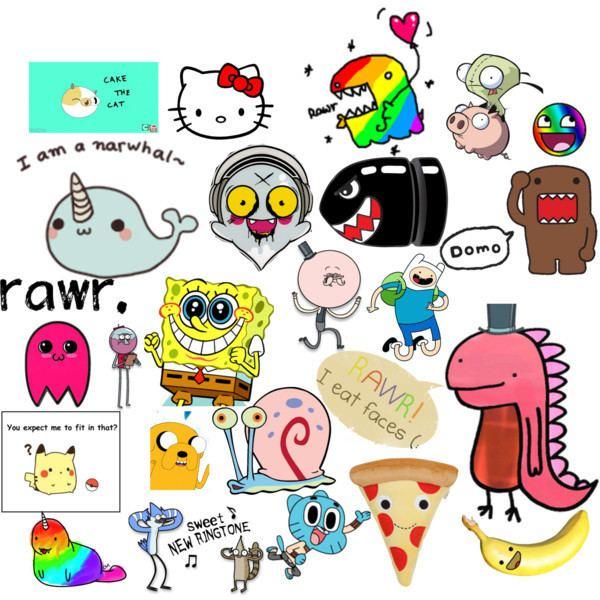 CAKE
THE
CAT
Rawr
I am a narwhal~
Domo
rawr.
RAWR!
I eat faces (:
You expect me to fit in that?
?
sweet ♪
NEW RINGTONE
♫